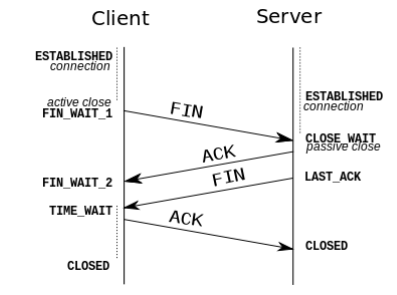 Client
Server
ESTABLISHED
connection
active close
FIN_WAIT_1
FIN
ESTABLISHED
connection
CLOSE_WAIT
passive close
ACK
FIN
LAST_ACK
FIN_WAIT_2
TIME_WAIT
ACK
CLOSED
CLOSED